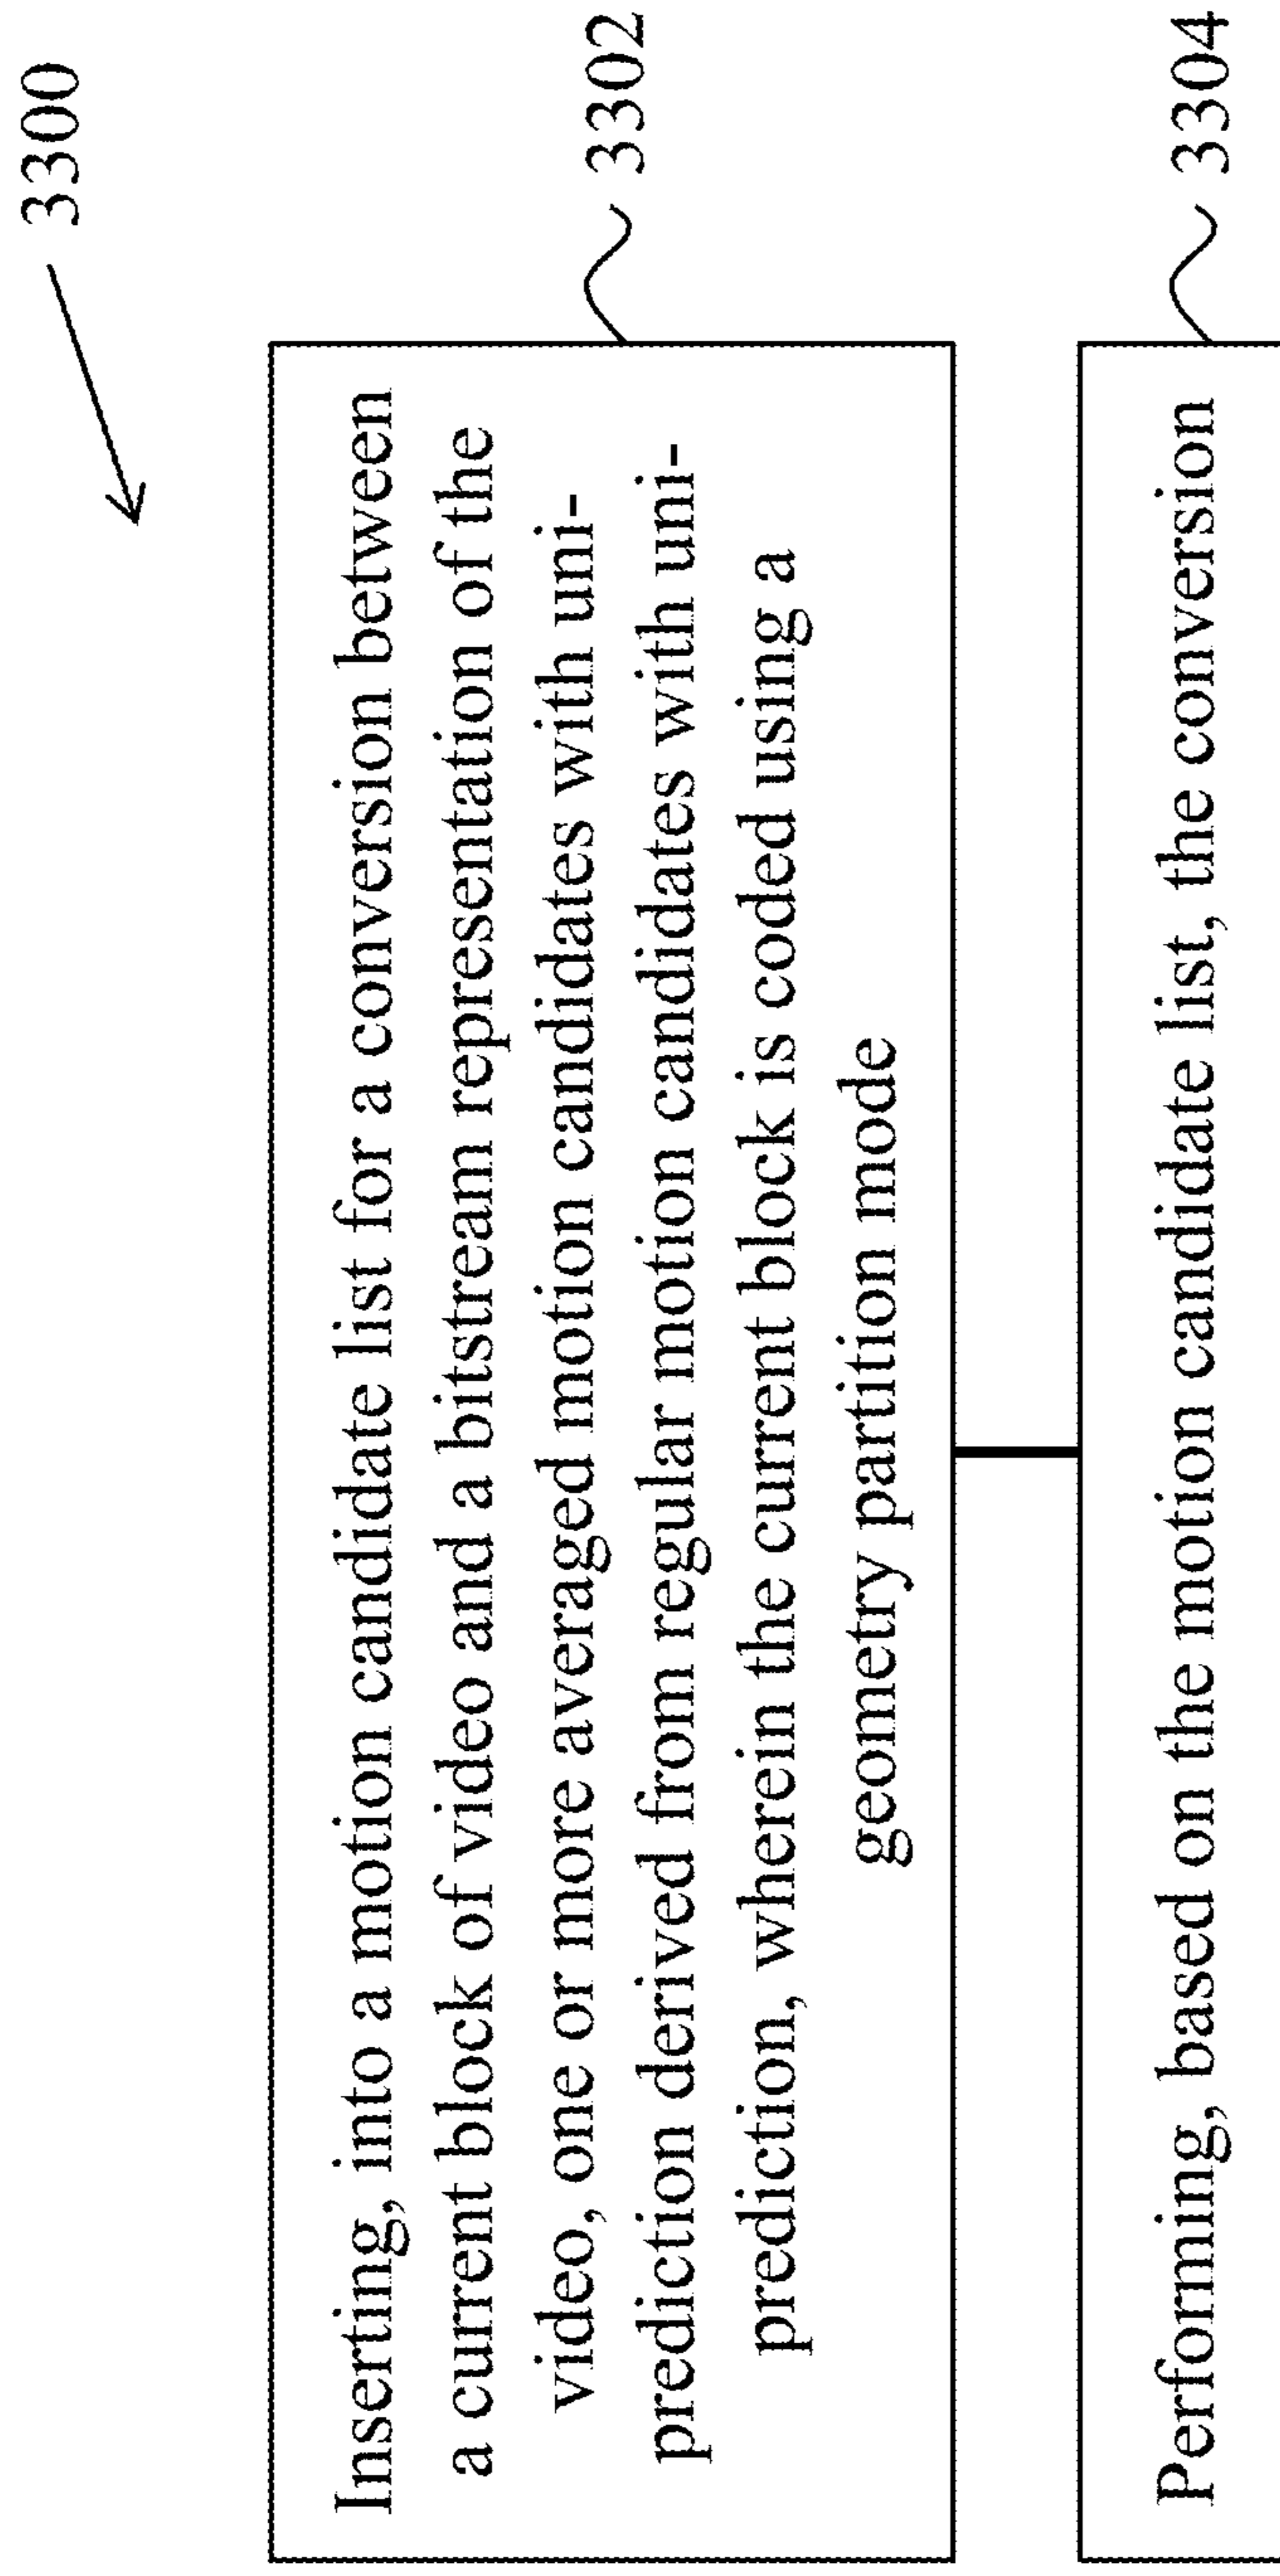 3300
Inserting, into a motion candidate list for a conversion between
a current block of video and a bitstream representation of the
video, one or more averaged motion candidates with uni-
prediction derived from regular motion candidates with uni-
prediction, wherein the current block is coded using a
geometry partition mode
3302
Performing, based on the motion candidate list, the conversion
3304